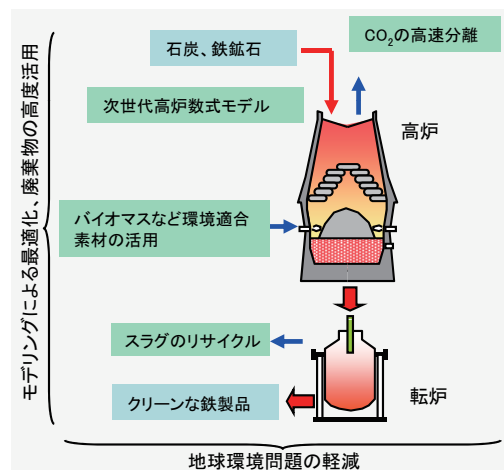 CO₂の高速分離
石炭、鉄鉱石
次世代高炉数式モデル
高炉
バイオマスなど環境適合
素材の活用
スラグのリサイクル
クリーンな鉄製品
転炉
モデリングによる最適化、廃棄物の高度活用
地球環境問題の軽減